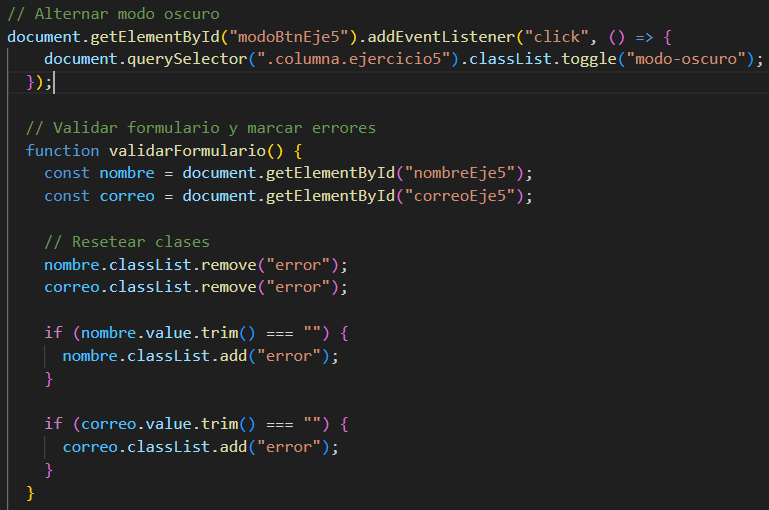 // Alternar modo oscuro
document.getElementById("modoBtnEje5").addEventListener("click", () => {
    document.querySelector(".columna.ejercicio5").classList.toggle("modo-oscuro");
  });

  // Validar formulario y marcar errores
  function validarFormulario() {
    const nombre = document.getElementById("nombreEje5");
    const correo = document.getElementById("correoEje5");

    // Resetear clases
    nombre.classList.remove("error");
    correo.classList.remove("error");

    if (nombre.value.trim() === "") {
      nombre.classList.add("error");
    }

    if (correo.value.trim() === "") {
      correo.classList.add("error");
    }
  }